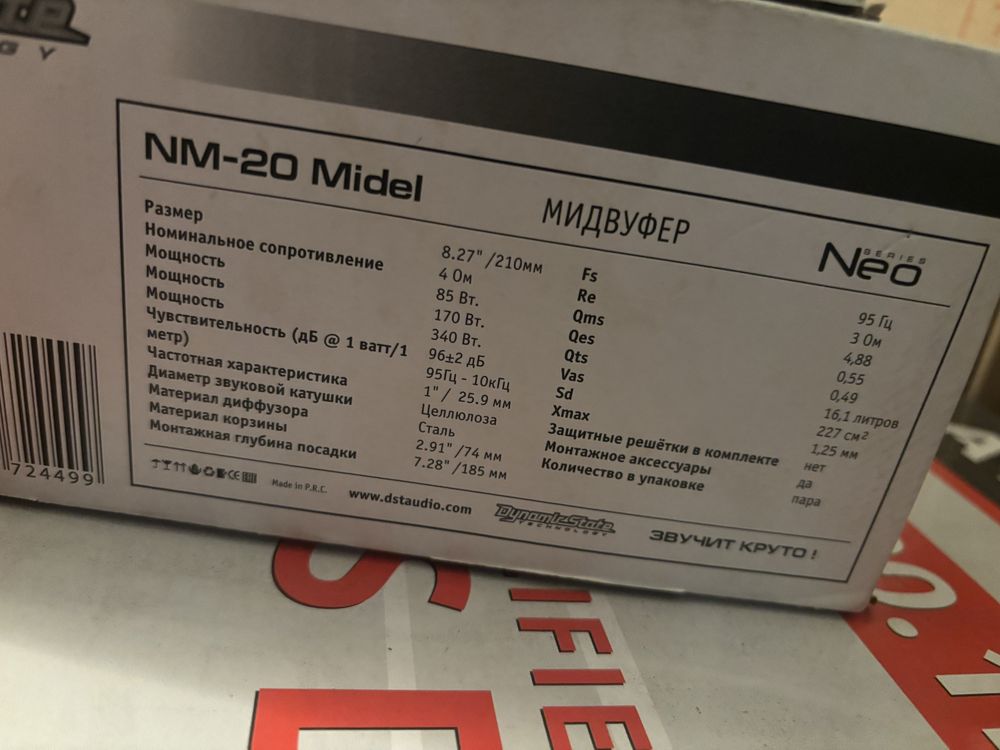 NM-20 Midel
МИДВУФЕР
Neo
SERIES
Размер
Номинальное сопротивление 8.27" /210мм
Мощность 4 Ом
Мощность 85 Вт.
Мощность 170 Вт.
Чувствительность (дБ @ 1 ватт/1 340 Вт.
метр) 96±2 дБ
Частотная характеристика 95Гц - 10кГц
Диаметр звуковой катушки 1" / 25.9 мм
Материал диффузора Целлюлоза
Материал корзины Сталь
Монтажная глубина посадки 2.91" /74 мм
7.28" /185 мм
Fs 95 Гц
Re 3 Ом
Qms 4,88
Qes 0,55
Qts 0,49
Vas 16,1 литров
Sd 227 см²
Xmax 1,25 мм
Защитные решётки в комплекте нет
Монтажное аксессуары да
Количество в упаковке пара
Made in P.R.C.
www.dstaudio.com
Dynamic State
TECHNOLOGY
ЗВУЧИТ КРУТО !
724499